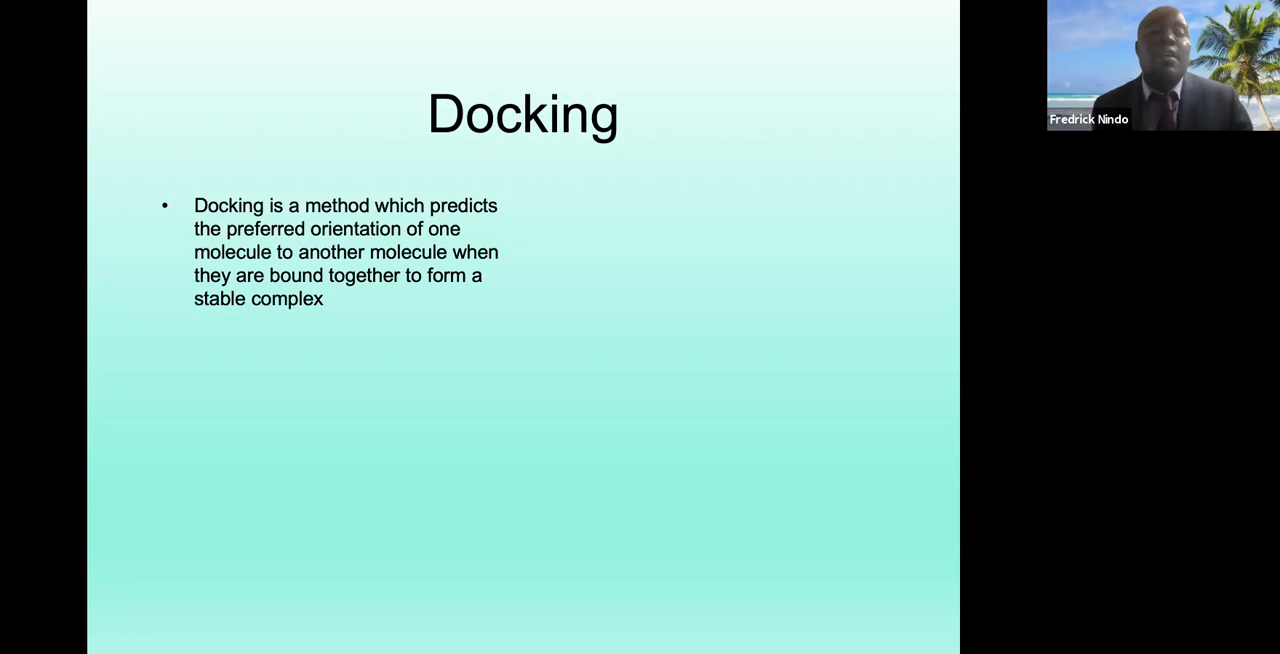 Docking
• Docking is a method which predicts
the preferred orientation of one
molecule to another molecule when
they are bound together to form a
stable complex
Fredrick Nindo